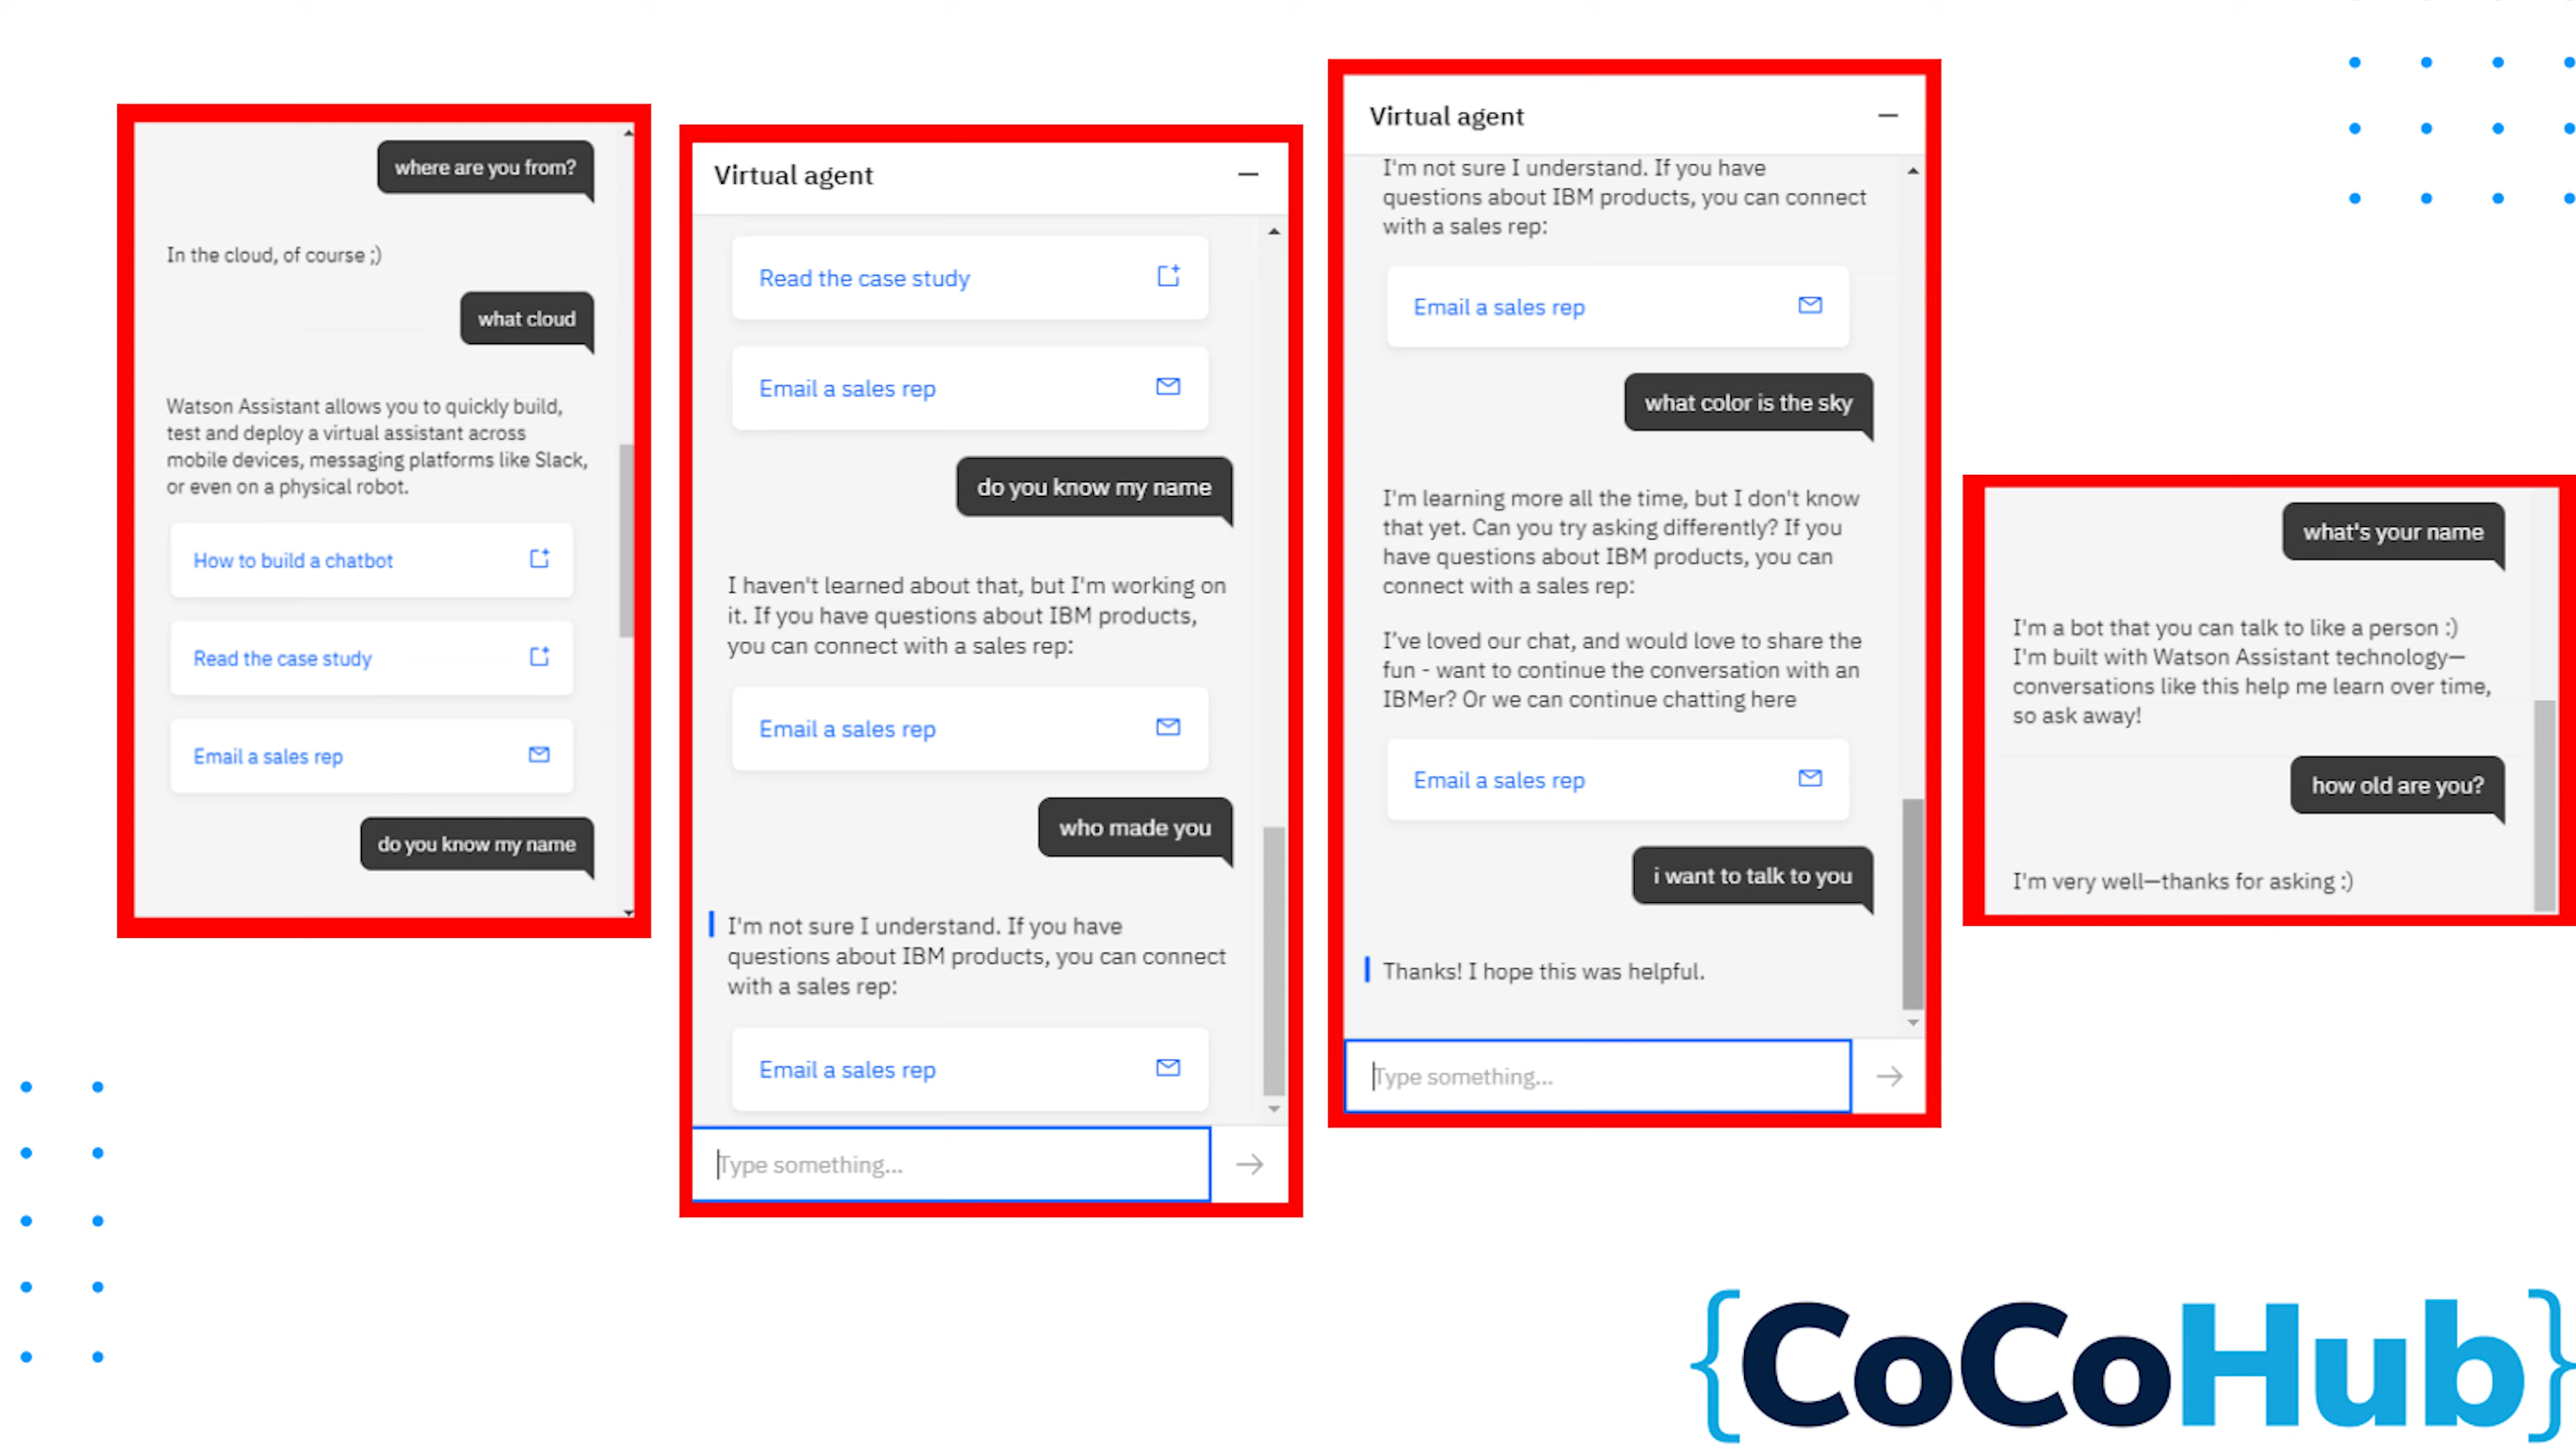 where are you from?
In the cloud, of course ;)
what cloud
Watson Assistant allows you to quickly build,
test and deploy a virtual assistant across
mobile devices, messaging platforms like Slack,
or even on a physical robot.
How to build a chatbot
Read the case study
Email a sales rep
do you know my name
Virtual agent
Read the case study
Email a sales rep
do you know my name
I haven't learned about that, but I'm working on
it. If you have questions about IBM products,
you can connect with a sales rep:
Email a sales rep
who made you
I'm not sure I understand. If you have
questions about IBM products, you can connect
with a sales rep:
Email a sales rep
Type something...
Virtual agent
I'm not sure I understand. If you have
questions about IBM products, you can connect
with a sales rep:
Email a sales rep
what color is the sky
I'm learning more all the time, but I don't know
that yet. Can you try asking differently? If you
have questions about IBM products, you can
connect with a sales rep:
I've loved our chat, and would love to share the
fun - want to continue the conversation with an
IBMer? Or we can continue chatting here
Email a sales rep
i want to talk to you
Thanks! I hope this was helpful.
Type something...
what's your name
I'm a bot that you can talk to like a person :)
I'm built with Watson Assistant technology—
conversations like this help me learn over time,
so ask away!
how old are you?
I'm very well—thanks for asking :)
{CoCoHub}